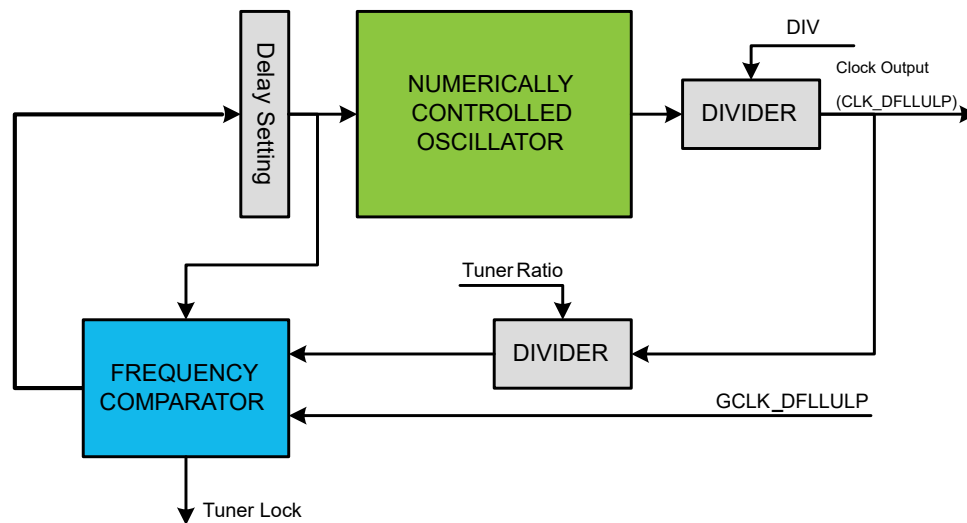 DIV
Delay Setting
NUMERICALLY
CONTROLLED
OSCILLATOR
DIVIDER
Clock Output
(CLK_DFLLULP)
Tuner Ratio
DIVIDER
FREQUENCY
COMPARATOR
GCLK_DFLLULP
Tuner Lock